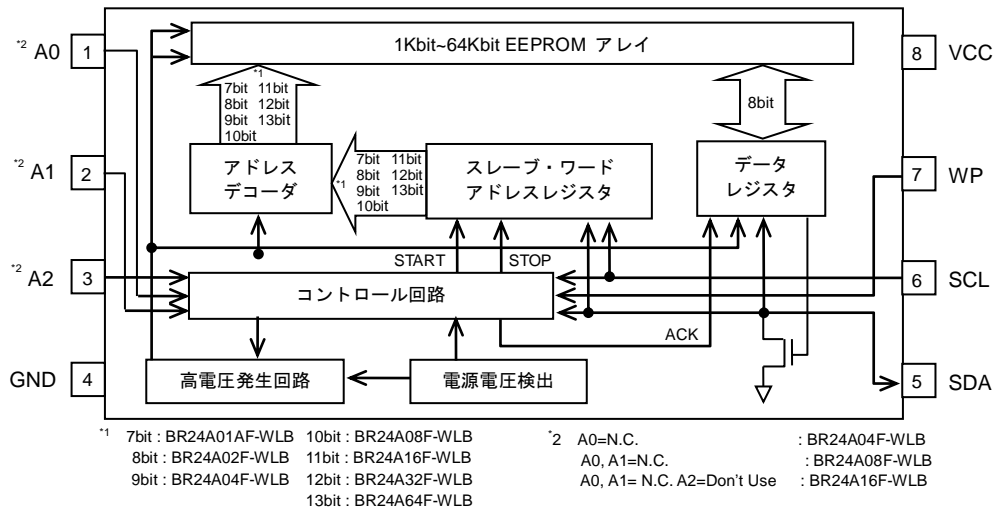 1Kbit~64Kbit EEPROM アレイ
*2 A0 1
8 VCC
*1
7bit 11bit
8bit 12bit
9bit 13bit
10bit
8bit
*2 A1 2
アドレス
デコーダ
*1
7bit 11bit
8bit 12bit
9bit 13bit
10bit
スレーブ・ワード
アドレスレジスタ
データ
レジスタ
7 WP
START STOP
*2 A2 3
コントロール回路
6 SCL
ACK
GND 4
高電圧発生回路
電源電圧検出
5 SDA
*1 7bit : BR24A01AF-WLB 10bit : BR24A08F-WLB
8bit : BR24A02F-WLB 11bit : BR24A16F-WLB
9bit : BR24A04F-WLB 12bit : BR24A32F-WLB
13bit : BR24A64F-WLB
*2 A0=N.C. : BR24A04F-WLB
A0, A1=N.C. : BR24A08F-WLB
A0, A1= N.C. A2=Don't Use : BR24A16F-WLB